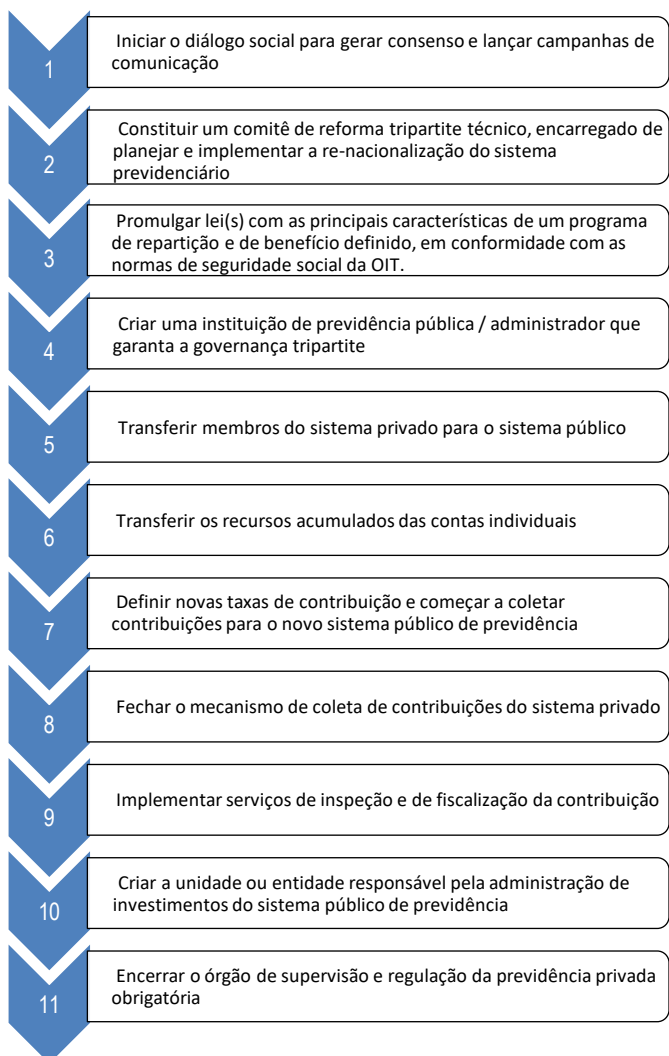 1
Iniciar o diálogo social para gerar consenso e lançar campanhas de
comunicação
2
Constituir um comitê de reforma tripartite técnico, encarregado de
planejar e implementar a re-nacionalização do sistema
previdenciário
3
Promulgar lei(s) com as principais características de um programa
de repartição e de benefício definido, em conformidade com as
normas de seguridade social da OIT.
4
Criar uma instituição de previdência pública / administrador que
garanta a governança tripartite
5
Transferir membros do sistema privado para o sistema público
6
Transferir os recursos acumulados das contas individuais
7
Definir novas taxas de contribuição e começar a coletar
contribuições para o novo sistema público de previdência
8
Fechar o mecanismo de coleta de contribuições do sistema privado
9
Implementar serviços de inspeção e de fiscalização da contribuição
10
Criar a unidade ou entidade responsável pela administração de
investimentos do sistema público de previdência
11
Encerrar o órgão de supervisão e regulação da previdência privada
obrigatória